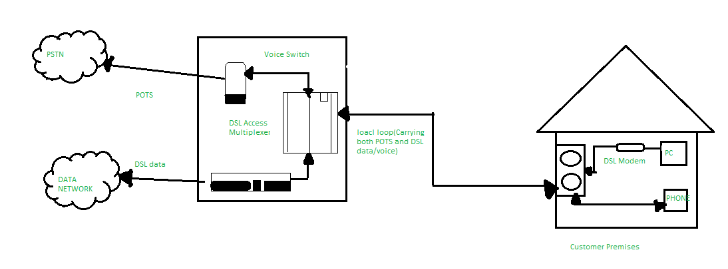 PSTN
Voice Switch
POTS
DSL Access
Multiplexer
loacl loop(Carrying
both POTS and DSL
data/voice)
DSL data
DATA
NETWORK
PC
DSL Modem
PHONE
Customer Premises